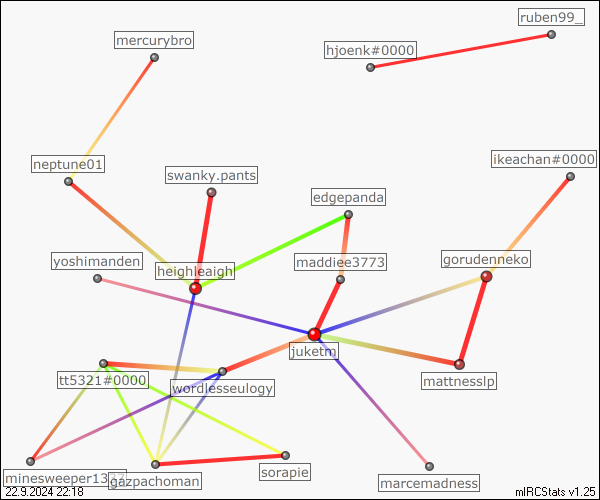 ruben99_
mercurybro
hjoenk#0000
neptune01
ikeachan#0000
swanky.pants
edgepanda
yoshimanden
heighleaigh
maddiee3773
gorudenneko
juketm
tt5321#0000
wordlesseulogy
mattnesslp
minesweper1337
gazpachoman
sorapie
marcemadness
22.9.2024 22:18
mIRCStats v1.25